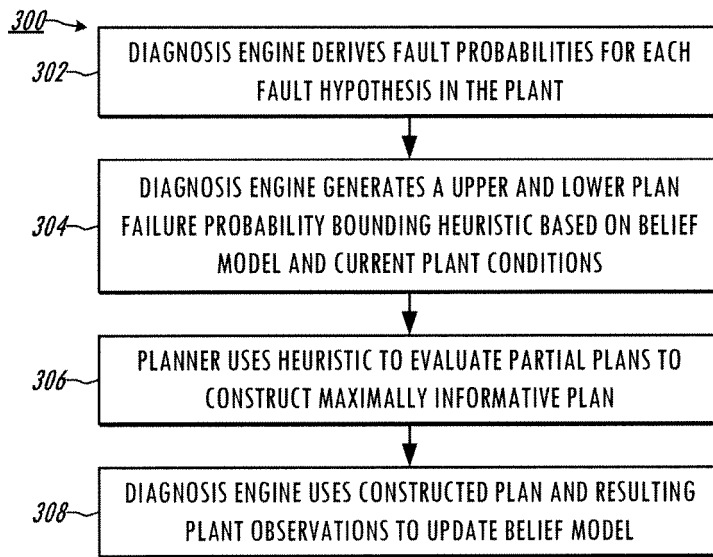 300
302
DIAGNOSIS ENGINE DERIVES FAULT PROBABILITIES FOR EACH
FAULT HYPOTHESIS IN THE PLANT
304
DIAGNOSIS ENGINE GENERATES A UPPER AND LOWER PLAN
FAILURE PROBABILITY BOUNDING HEURISTIC BASED ON BELIEF
MODEL AND CURRENT PLANT CONDITIONS
306
PLANNER USES HEURISTIC TO EVALUATE PARTIAL PLANS TO
CONSTRUCT MAXIMALLY INFORMATIVE PLAN
308
DIAGNOSIS ENGINE USES CONSTRUCTED PLAN AND RESULTING
PLANT OBSERVATIONS TO UPDATE BELIEF MODEL